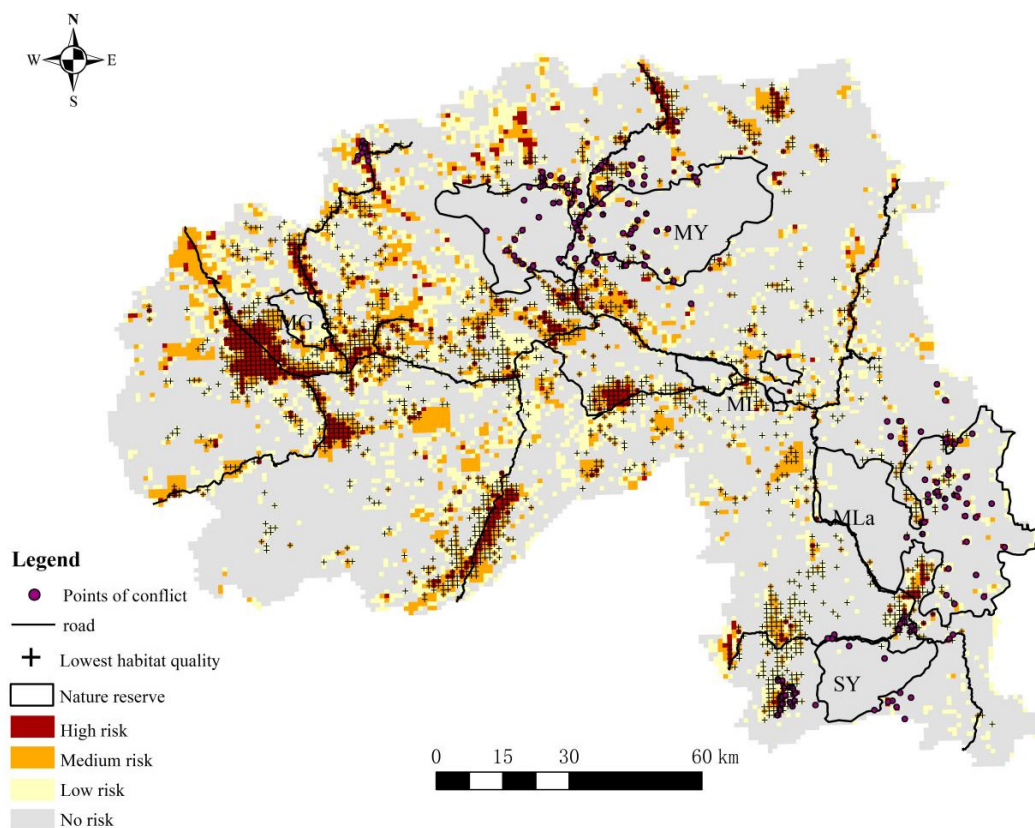 N
W E
S
MY
MG
MLa
SY
Legend
Points of conflict
road
Lowest habitat quality
Nature reserve
High risk
Medium risk
Low risk
No risk
0 15 30 60 km